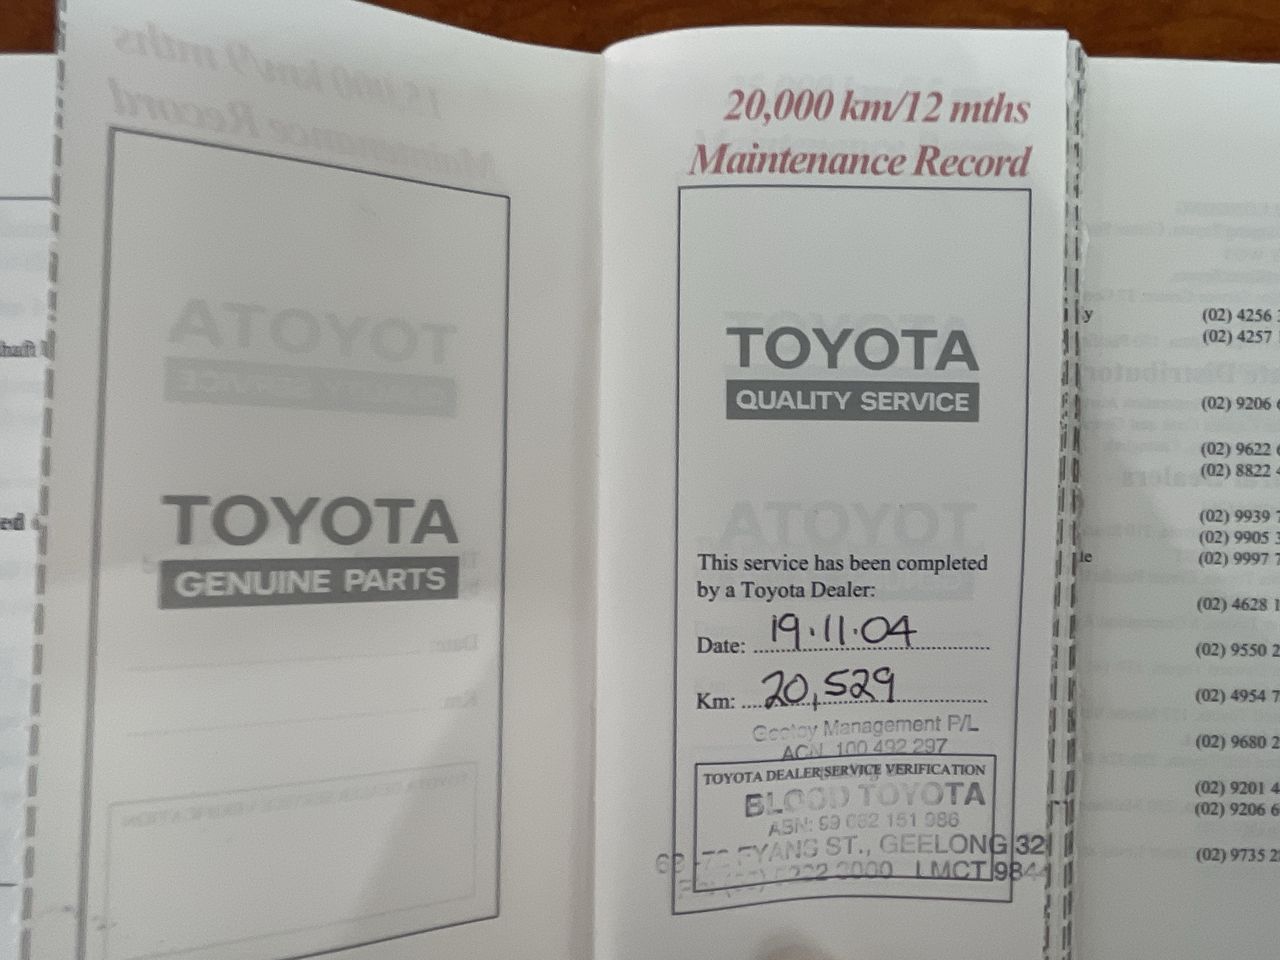 TOYOTA
GENUINE PARTS
20,000 km/12 mths
Maintenance Record
TOYOTA
QUALITY SERVICE
This service has been completed
by a Toyota Dealer:
Date: 19.11.04
Km: 20,529
Management P/L
ACN 100 492 297
TOYOTA DEALER SERVICE VERIFICATION
BLOOD TOYOTA
ABN: 99 082 151 986
ST., GEELONG 32
LMCT 9844
y
(02) 4256
(02) 4257
(02) 9206
(02) 9622
(02) 8822
(02) 9939
(02) 9905
(02) 9997
(02) 4628
(02) 9550
(02) 4954
(02) 9680
(02) 9201
(02) 9206
(02) 9735